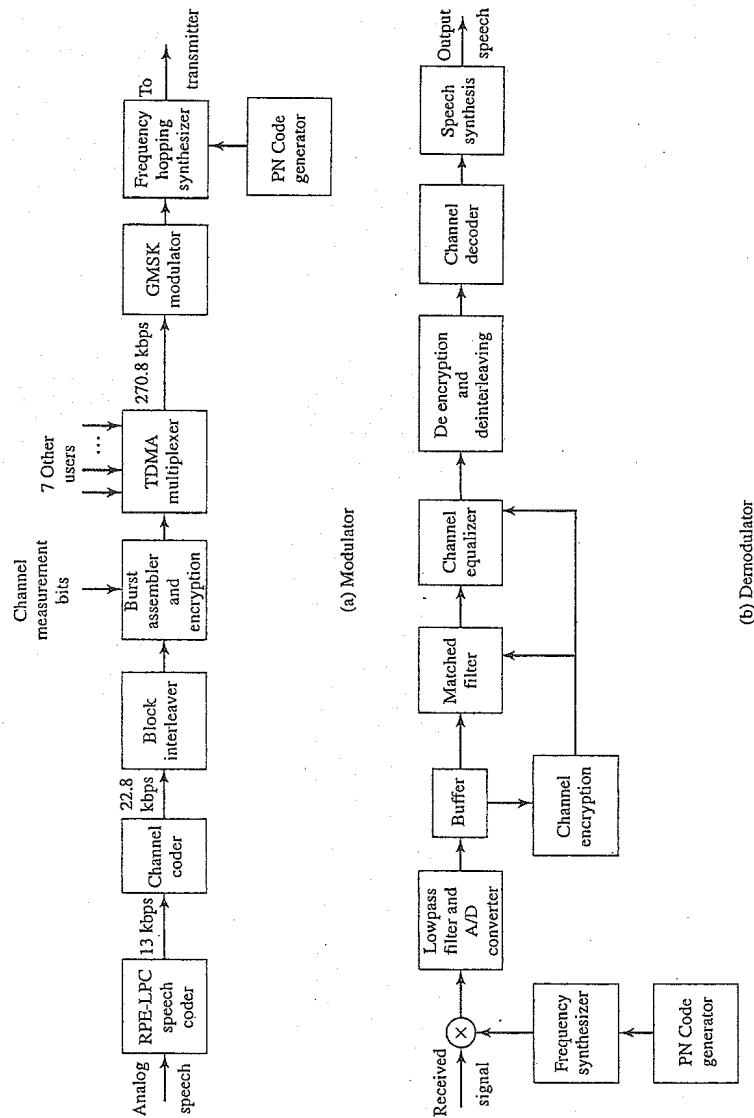 Analog
speech
RPE-LPC
speech
coder
13 kbps
Channel
coder
22.8
kbps
Block
interleaver
Channel
measurement
bits
Burst
assembler
and
encryption
7 Other
users
...
TDMA
multiplexer
270.8 kbps
GMSK
modulator
Frequency
hopping
synthesizer
To
transmitter
PN Code
generator
(a) Modulator
Received
signal
×
Frequency
synthesizer
PN Code
generator
Lowpass
filter and
A/D
converter
Buffer
Channel
encryption
Matched
filter
Channel
equalizer
De encryption
and
deinterleaving
Channel
decoder
Speech
synthesis
Output
speech
(b) Demodulator